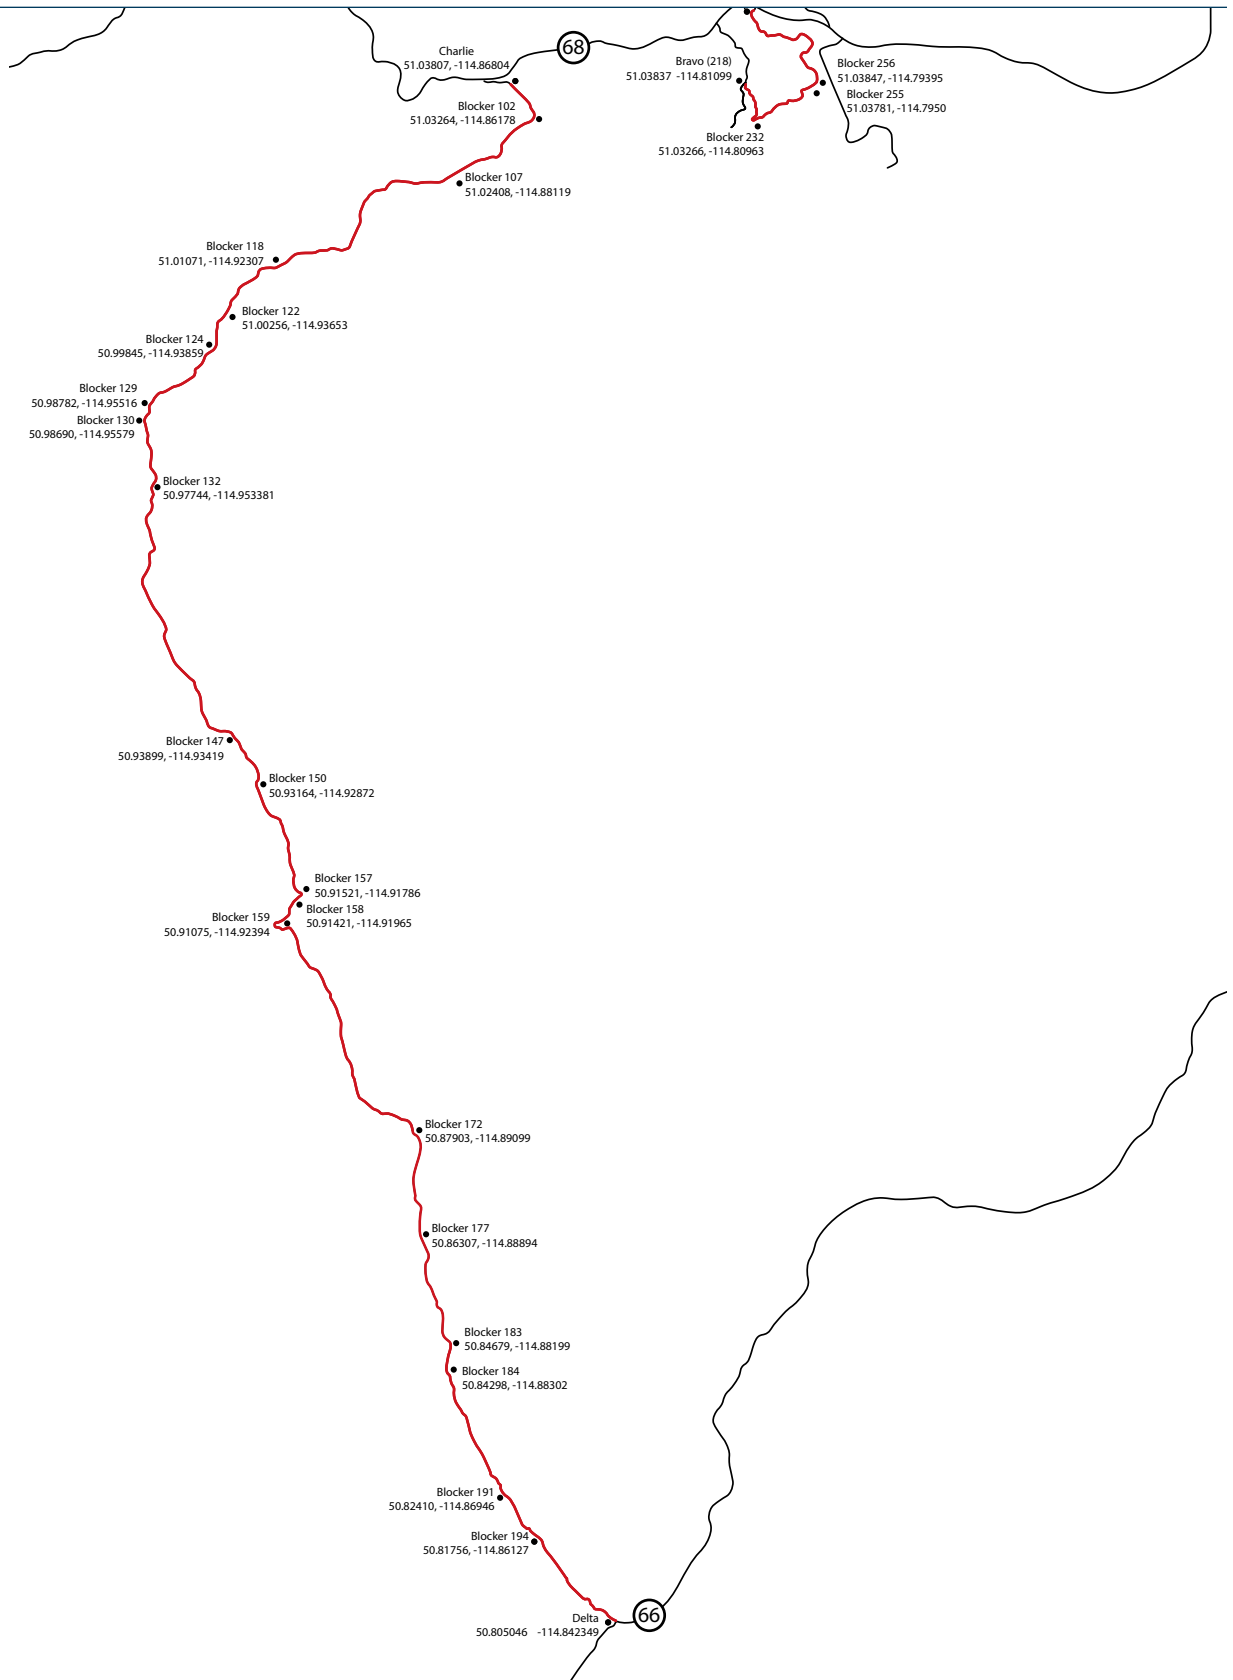 68
Charlie
51.03807, -114.86804
Bravo (218)
51.03837 -114.81099
Blocker 256
51.03847, -114.79395
Blocker 255
51.03781, -114.7950
Blocker 102
51.03264, -114.86178
Blocker 232
51.03266, -114.80963
Blocker 107
51.02408, -114.88119
Blocker 118
51.01071, -114.92307
Blocker 122
51.00256, -114.93653
Blocker 124
50.99845, -114.93859
Blocker 129
50.98782, -114.95516
Blocker 130
50.98690, -114.95579
Blocker 132
50.97744, -114.953381
Blocker 147
50.93899, -114.93419
Blocker 150
50.93164, -114.92872
Blocker 157
50.91521, -114.91786
Blocker 158
50.91421, -114.91965
Blocker 159
50.91075, -114.92394
Blocker 172
50.87903, -114.89099
Blocker 177
50.86307, -114.88894
Blocker 183
50.84679, -114.88199
Blocker 184
50.84298, -114.88302
Blocker 191
50.82410, -114.86946
Blocker 194
50.81756, -114.86127
Delta
50.805046 -114.842349
66